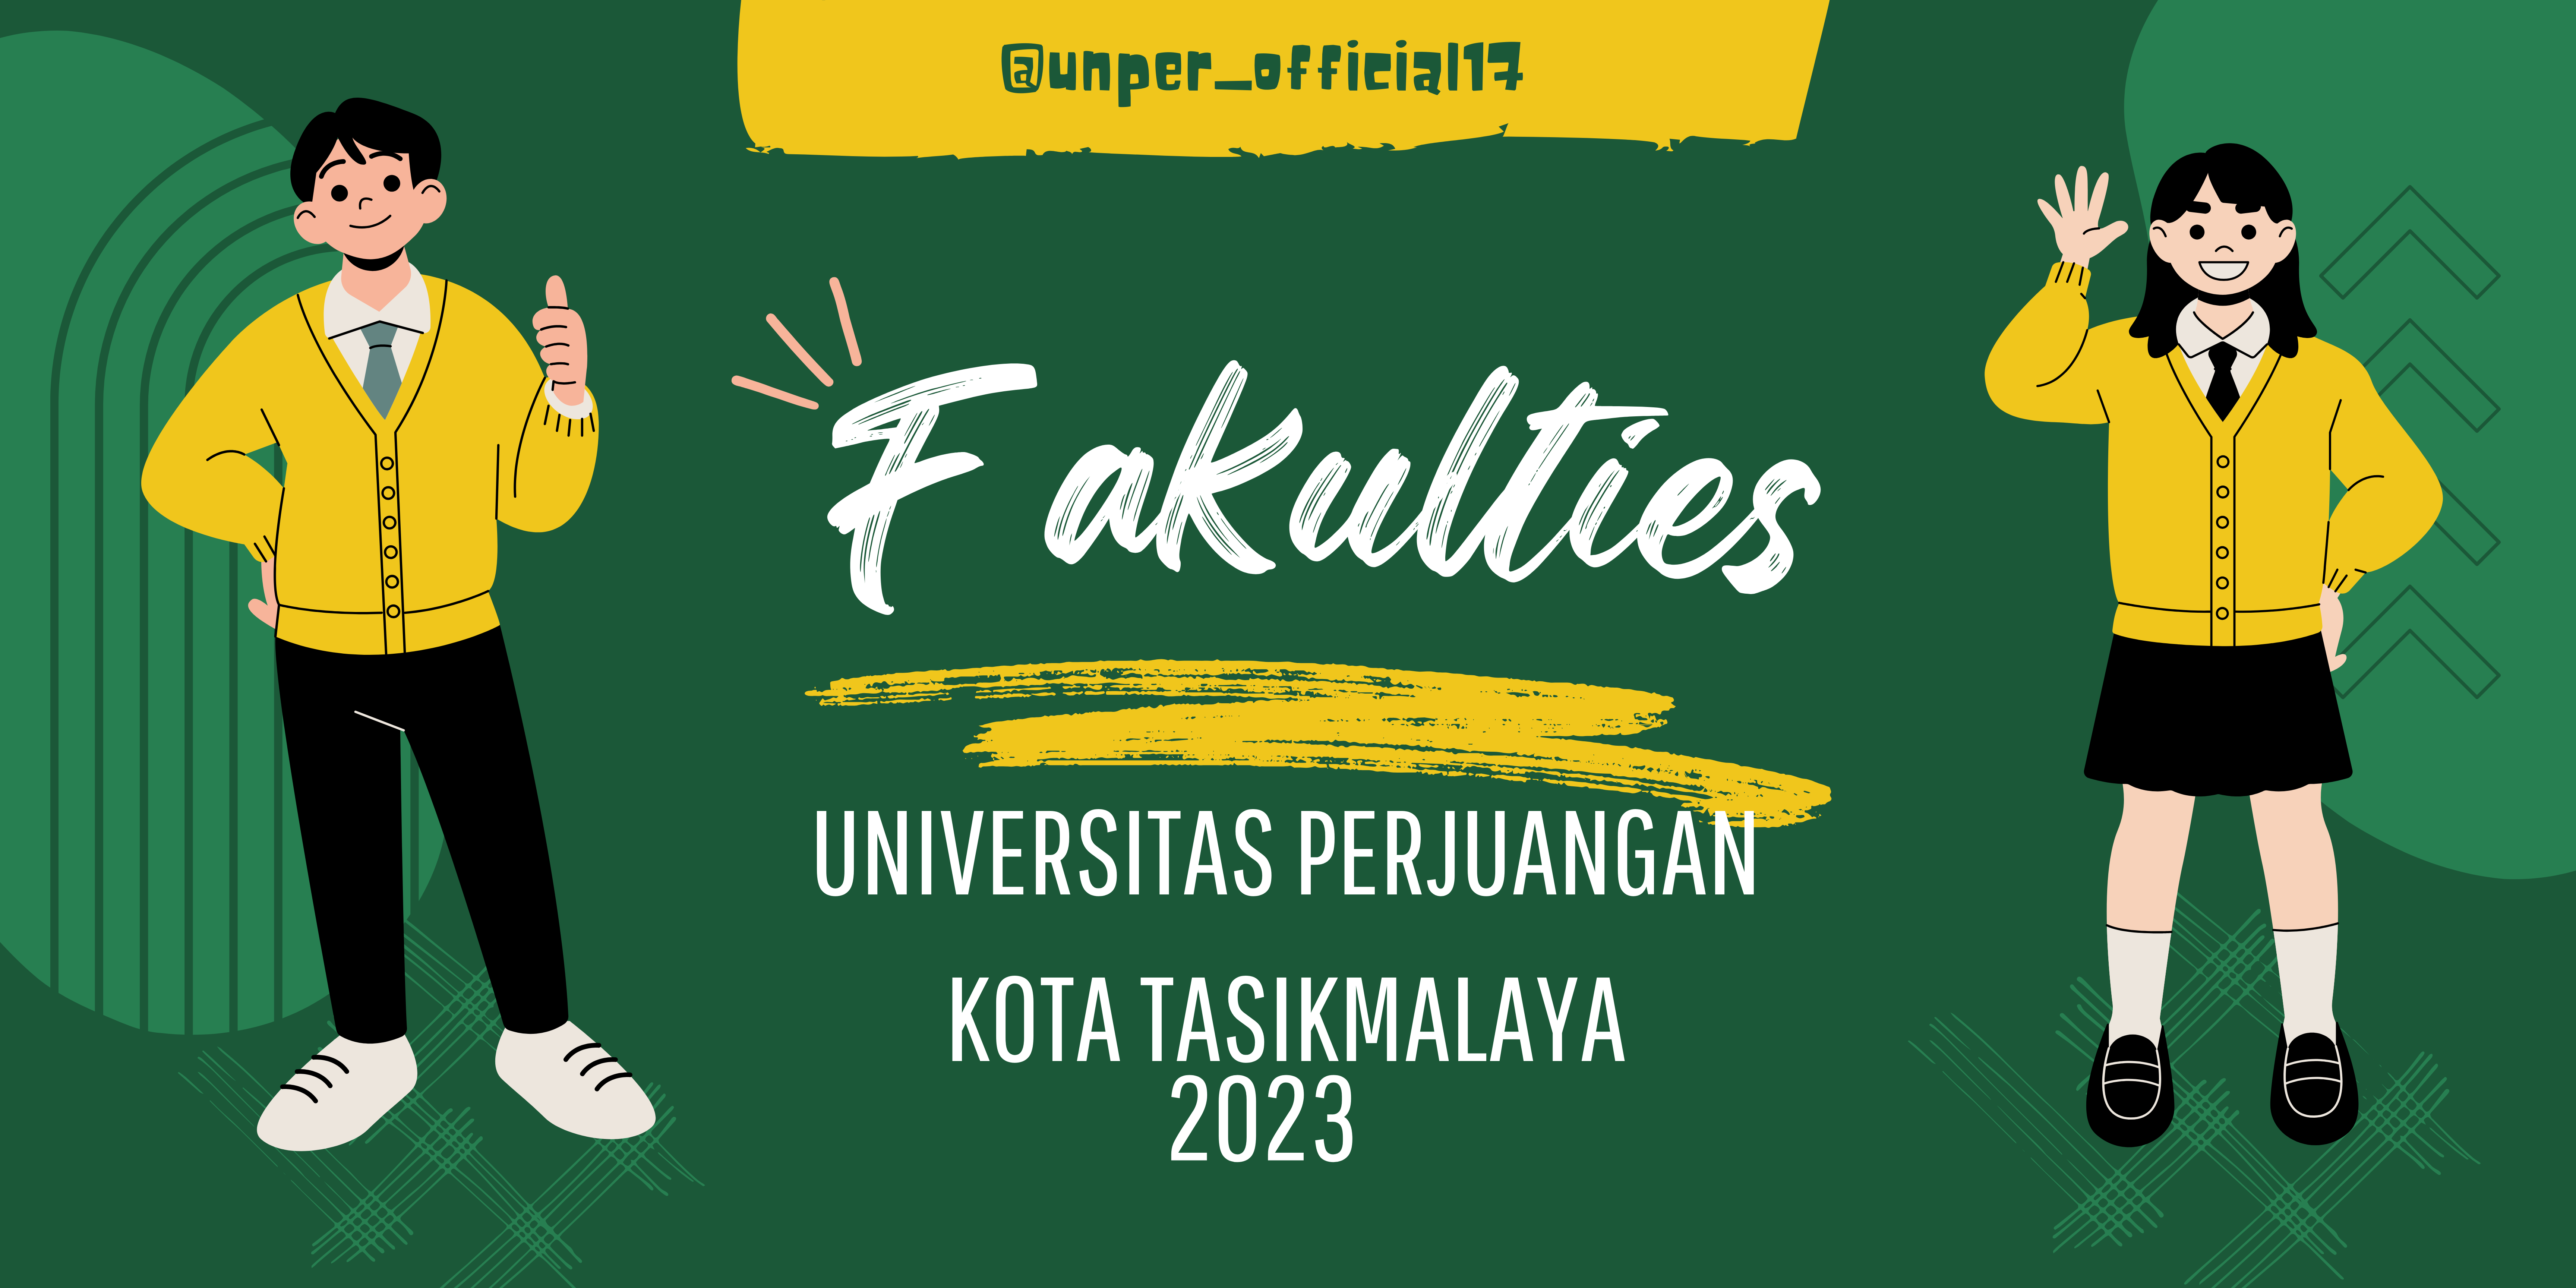 @unper_official17
Fakulties
UNIVERSITAS PERJUANGAN
KOTA TASIKMALAYA
2023